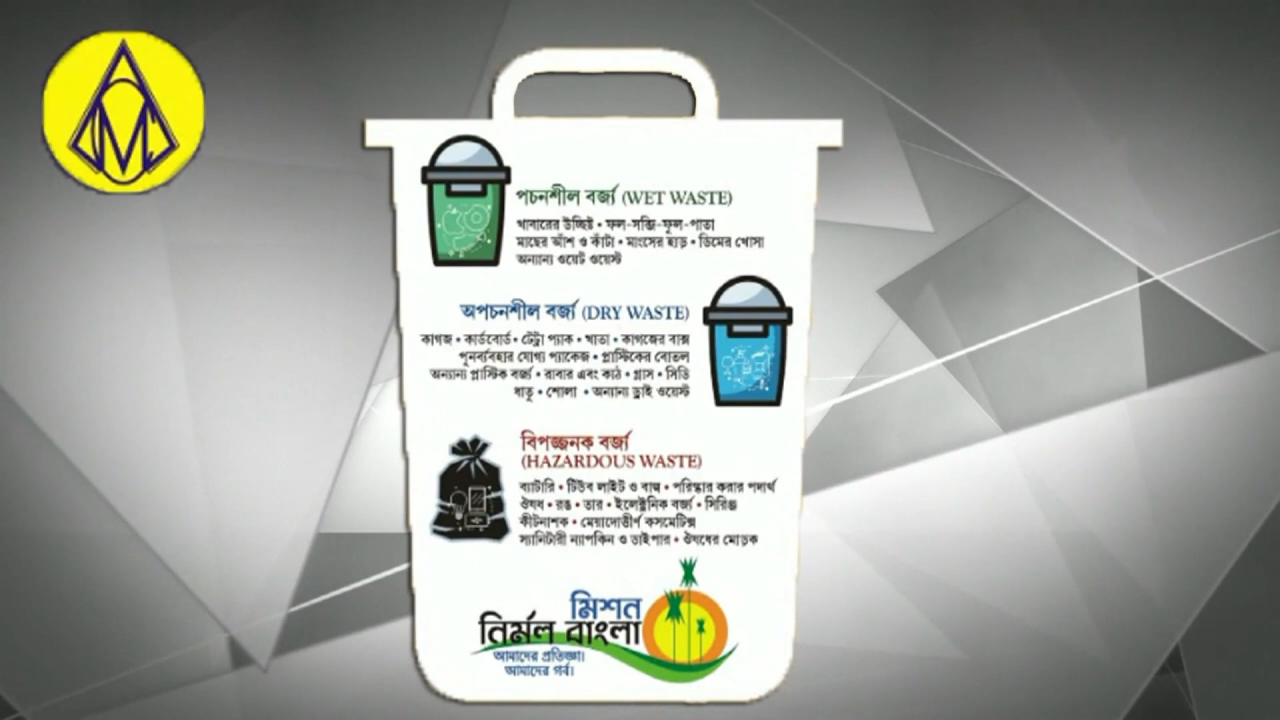 পচনশীল বর্জ্য (WET WASTE)
খাবারের উচ্ছিষ্ট • ফল-সব্জি-ফুল-পাতা
মাছের আঁশ ও কাঁটা • মাংসের হাড় • ডিমের খোসা
অন্যান্য ওয়েট ওয়েস্ট
অপচনশীল বর্জ্য (DRY WASTE)
কাগজ • কার্ডবোর্ড • টেট্রা প্যাক • খাতা • কাগজের বাক্স
পূনর্ব্যবহার যোগ্য প্যাকেজ • প্লাস্টিকের বোতল
অন্যান্য প্লাস্টিক বর্জ্য • রাবার এবং কাঠ • গ্লাস • সিডি
ধাতু • শোলা • অন্যান্য ড্রাই ওয়েস্ট
বিপজ্জনক বর্জ্য
(HAZARDOUS WASTE)
ব্যাটারি • টিউব লাইট ও বাল্ব • পরিষ্কার করার পদার্থ
ঔষধ • রঙ • তার • ইলেক্ট্রনিক বর্জ্য • সিরিঞ্জ
কীটনাশক • মেয়াদোত্তীর্ণ কসমেটিক্স
স্যানিটারী ন্যাপকিন ও ডাইপার • ঔষধের মোড়ক
মিশন
নির্মল বাংলা
আমাদের প্রতিজ্ঞা।
আমাদের গর্ব।